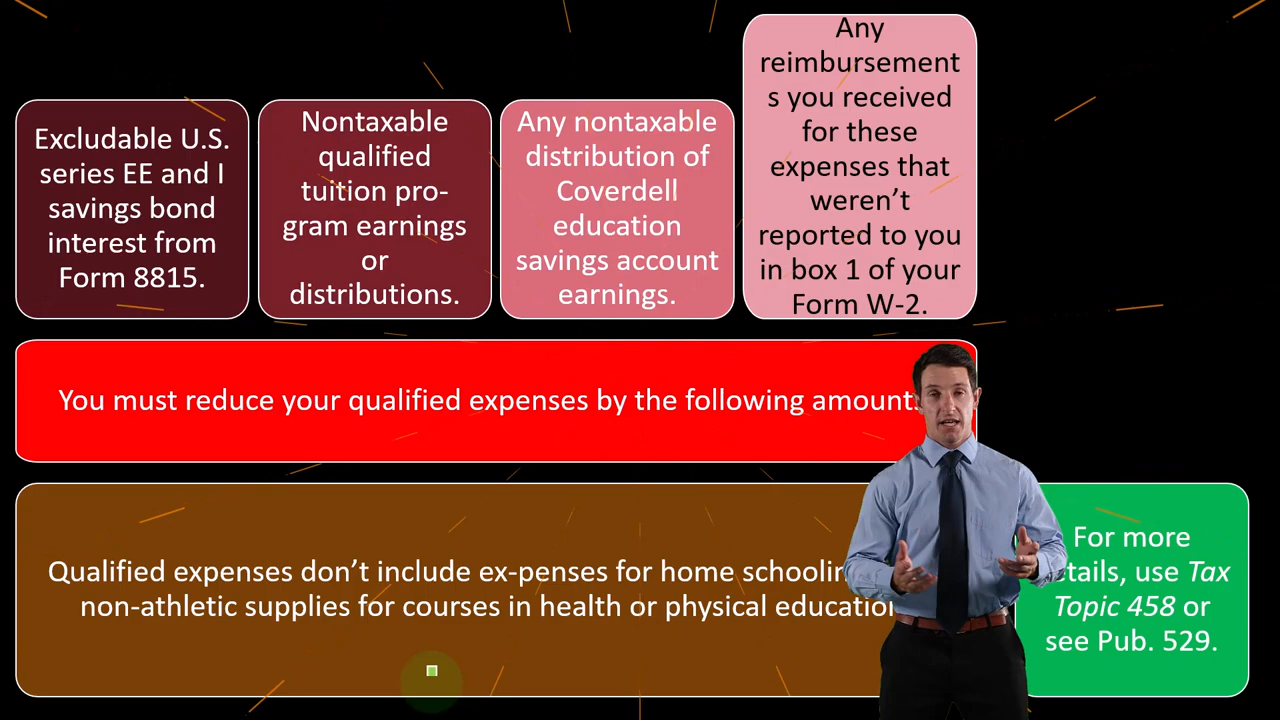 Excludable U.S.
series EE and I
savings bond
interest from
Form 8815.
Nontaxable
qualified
tuition pro-
gram earnings
or
distributions.
Any nontaxable
distribution of
Coverdell
education
savings account
earnings.
Any
reimbursement
s you received
for these
expenses that
weren’t
reported to you
in box 1 of your
Form W-2.
You must reduce your qualified expenses by the following
Qualified expenses don’t include ex-penses for home
non-athletic supplies for courses in health or physical
For more
use Tax
Topic 458 or
see Pub. 529.